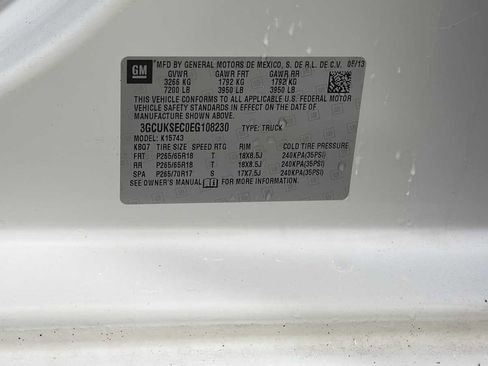 GM MFD BY GENERAL MOTORS DE MEXICO, S. DE R.L. DE C.V. 05/13
GVWR GAWR FRT GAWR RR
3266 KG 1792 KG 1792 KG
7200 LB 3950 LB 3950 LB
THIS VEHICLE CONFORMS TO ALL APPLICABLE U.S. FEDERAL MOTOR
VEHICLE SAFETY STANDARDS IN EFFECT ON THE DATE OF
MANUFACTURE SHOWN ABOVE.
3GCUKSEC0EG108230 TYPE: TRUCK
MODEL: K15743
KB07 TIRE SIZE SPEED RTG RIM COLD TIRE PRESSURE
FRT P265/65R18 T 18X8.5J 240KPA(35PSI)
RR P265/65R18 T 18X8.5J 240KPA(35PSI)
SPA P265/70R17 S 17X7.5J 240KPA(35PSI)
SEE OWNER'S MANUAL FOR MORE INFORMATION.